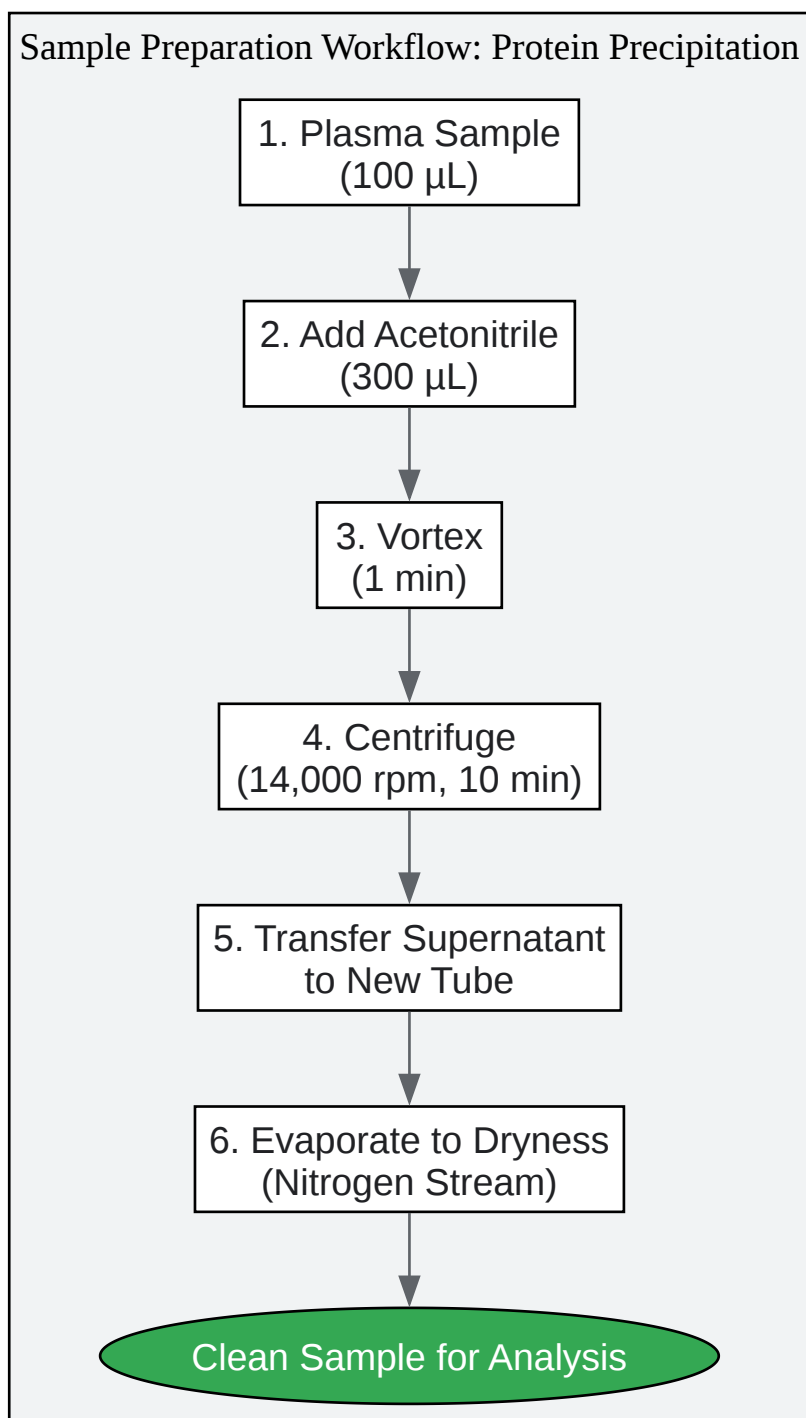 Sample Preparation Workflow: Protein Precipitation
1. Plasma Sample
(100 µL)
2. Add Acetonitrile
(300 µL)
3. Vortex
(1 min)
4. Centrifuge
(14,000 rpm, 10 min)
5. Transfer Supernatant
to New Tube
6. Evaporate to Dryness
(Nitrogen Stream)
Clean Sample for Analysis